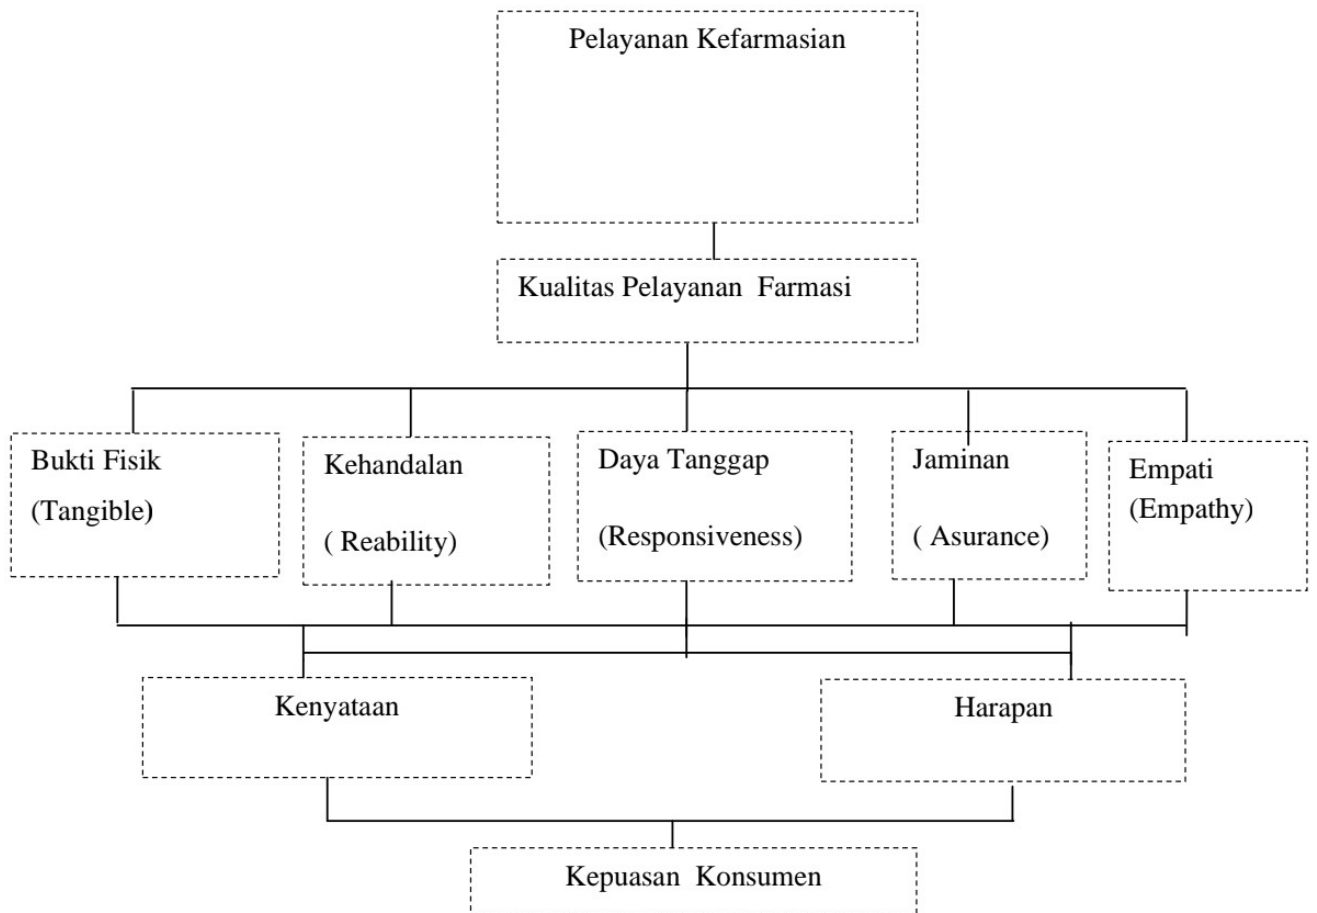 Pelayanan Kefarmasian
Kualitas Pelayanan Farmasi
Bukti Fisik
(Tangible)
Kehandalan
( Reability)
Daya Tanggap
(Responsiveness)
Jaminan
( Asurance)
Empati
(Empathy)
Kenyataan
Harapan
Kepuasan Konsumen